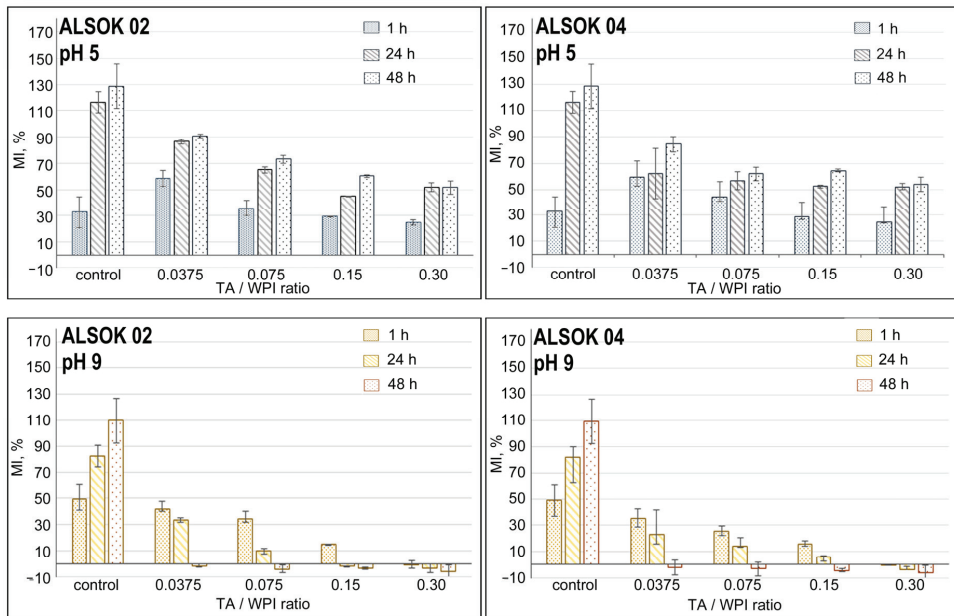 ALSOK 02
pH 5
1 h
24 h
48 h
MI, %
170
150
130
110
90
70
50
30
10
−10
control 0.0375 0.075 0.15 0.30
TA / WPI ratio
ALSOK 04
pH 5
1 h
24 h
48 h
MI, %
170
150
130
110
90
70
50
30
10
−10
control 0.0375 0.075 0.15 0.30
TA / WPI ratio
ALSOK 02
pH 9
1 h
24 h
48 h
MI, %
170
150
130
110
90
70
50
30
10
−10
control 0.0375 0.075 0.15 0.30
TA / WPI ratio
ALSOK 04
pH 9
1 h
24 h
48 h
MI, %
170
150
130
110
90
70
50
30
10
−10
control 0.0375 0.075 0.15 0.30
TA / WPI ratio